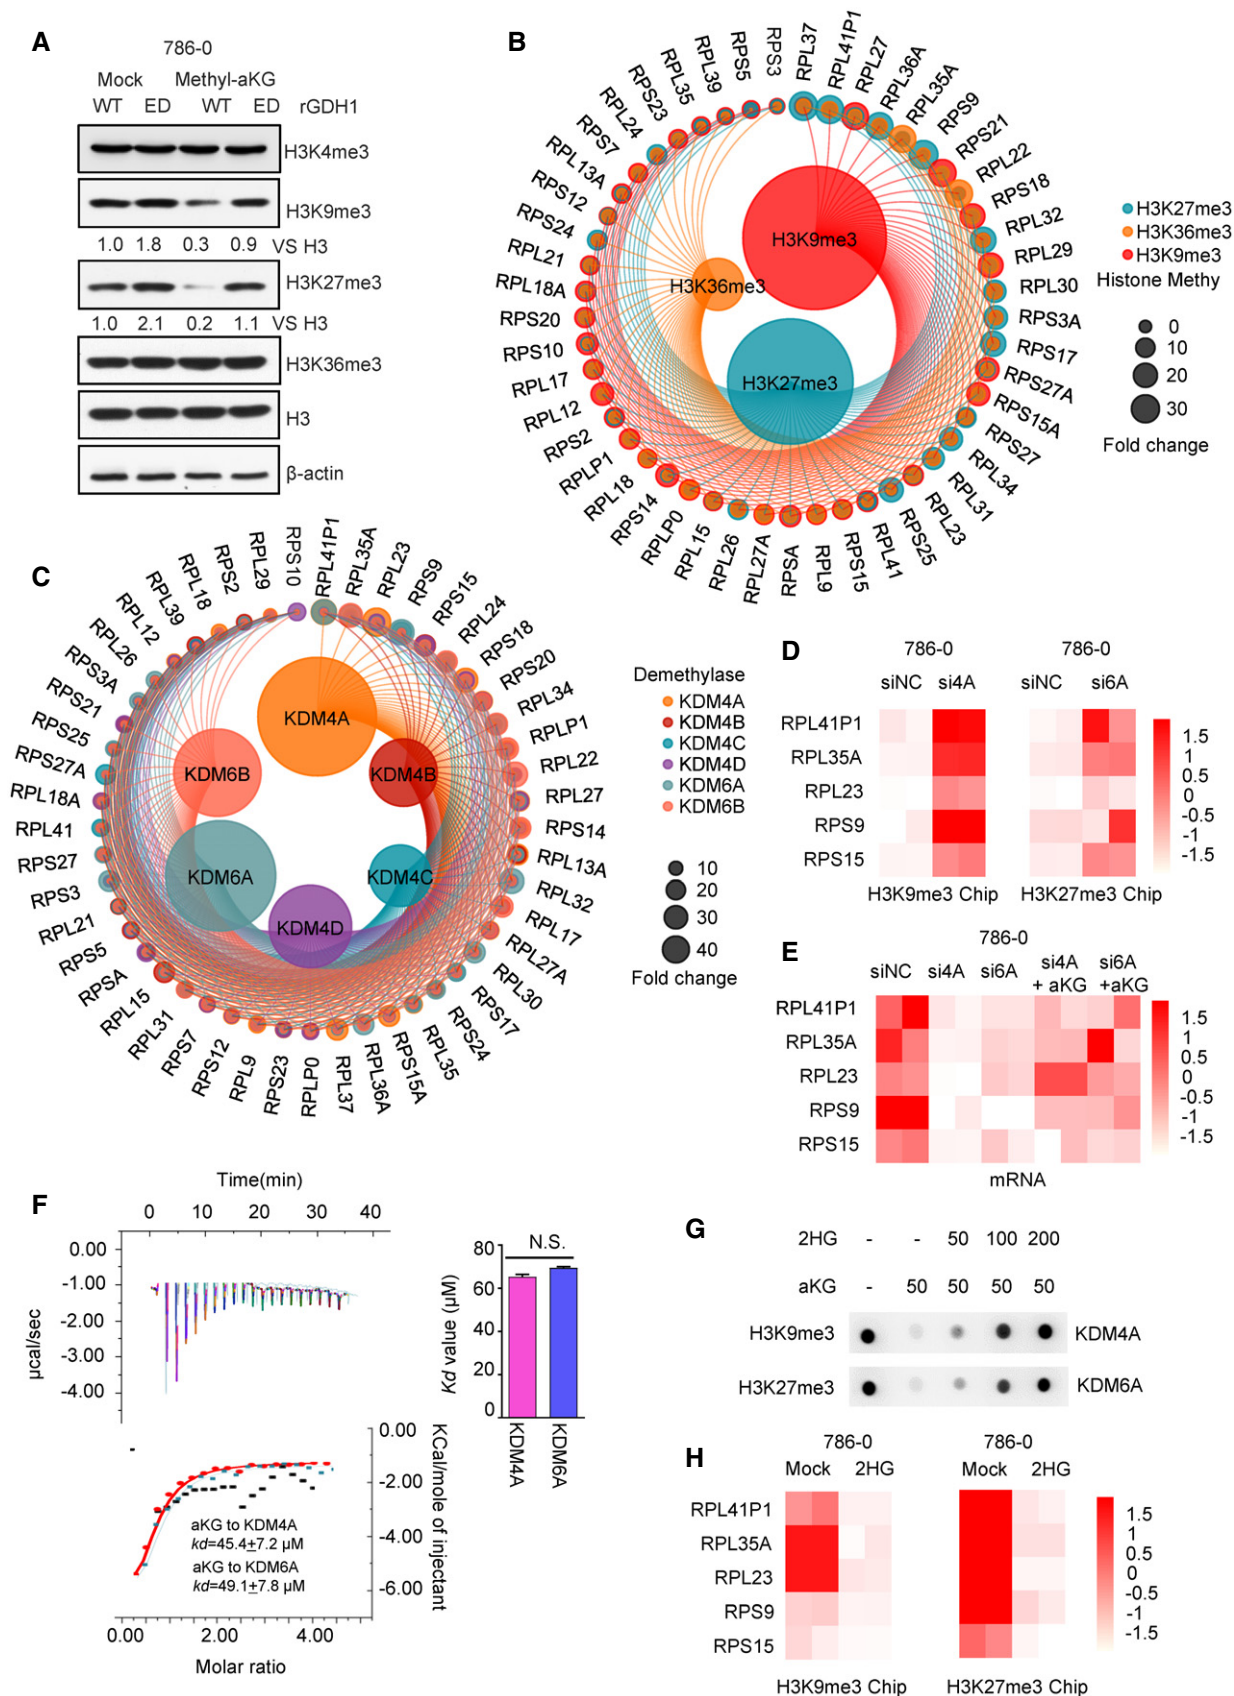 A
786-0
Mock Methyl-aKG
WT ED WT ED rGDH1
H3K4me3
H3K9me3
1.0 1.8 0.3 0.9 VS H3
H3K27me3
1.0 2.1 0.2 1.1 VS H3
H3K36me3
H3
β-actin
B
RPL37
RPL41P1
RPL27
RPL36A
RPL35A
RPS9
RPS21
RPL22
RPS18
RPL32
RPL29
RPL30
RPS3A
RPS17
RPS27A
RPS15A
RPS27
RPL34
RPL31
RPL23
RPS25
RPL41
RPS15
RPL9
RPSA
RPL27A
RPL26
RPL15
RPLP0
RPS14
RPL18
RPLP1
RPS2
RPL12
RPL17
RPS10
RPS20
RPL18A
RPL21
RPS24
RPS12
RPL13A
RPS7
RPL24
RPS23
RPL35
RPL39
RPS5
RPS3
H3K9me3
H3K36me3
H3K27me3
H3K27me3
H3K36me3
H3K9me3
Histone Methy
0
10
20
30
Fold change
C
RPL41P1
RPL35A
RPL23
RPS9
RPS15
RPL24
RPS18
RPS20
RPL34
RPLP1
RPL22
RPL27
RPS14
RPL13A
RPL32
RPL17
RPL27A
RPL30
RPS17
RPS24
RPL35
RPS15A
RPL36A
RPL37
RPLP0
RPS23
RPL9
RPS12
RPS7
RPL31
RPL15
RPSA
RPS5
RPL21
RPS3
RPS27
RPL41
RPL18A
RPS27A
RPS25
RPS21
RPS3A
RPL26
RPL12
RPL39
RPL18
RPS2
RPL29
RPS10
KDM4A
KDM6B
KDM4B
KDM6A
KDM4C
KDM4D
Demethylase
KDM4A
KDM4B
KDM4C
KDM4D
KDM6A
KDM6B
10
20
30
40
Fold change
D
786-0 786-0
siNC si4A siNC si6A
RPL41P1
RPL35A
RPL23
RPS9
RPS15
1.5
1
0.5
0
-0.5
-1
-1.5
H3K9me3 Chip H3K27me3 Chip
E
786-0
siNC si4A si6A si4A + aKG si6A +aKG
RPL41P1
RPL35A
RPL23
RPS9
RPS15
1.5
1
0.5
0
-0.5
-1
-1.5
mRNA
F
Time(min)
0 10 20 30 40
0.00
-1.00
-2.00
-3.00
-4.00
µcal/sec
0.00
-2.00
-4.00
-6.00
KCal/mole of injectant
aKG to KDM4A
kd=45.4±7.2 µM
aKG to KDM6A
kd=49.1±7.8 µM
0.00 2.00 4.00
Molar ratio
N.S.
80
60
40
20
0
Kd value (µM)
KDM4A
KDM6A
G
2HG - - 50 100 200
aKG - 50 50 50 50
H3K9me3 KDM4A
H3K27me3 KDM6A
H
786-0 786-0
Mock 2HG Mock 2HG
RPL41P1
RPL35A
RPL23
RPS9
RPS15
1.5
1
0.5
0
-0.5
-1
-1.5
H3K9me3 Chip H3K27me3 Chip